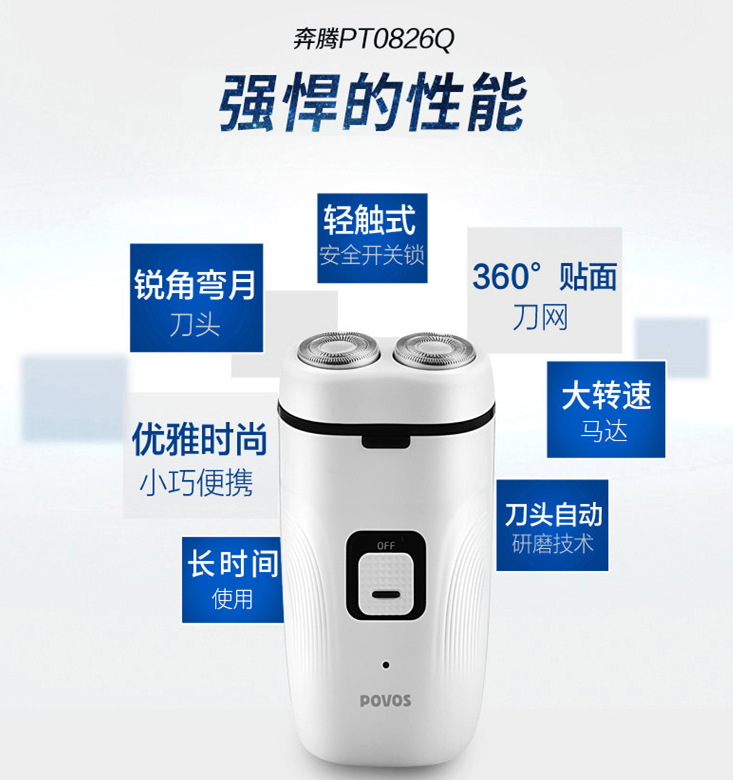 奔腾PT0826Q
强悍的性能
轻触式
安全开关锁
锐角弯月
刀头
360°贴面
刀网
大转速
马达
优雅时尚
小巧便携
刀头自动
研磨技术
长时间
使用
OFF
POVOS